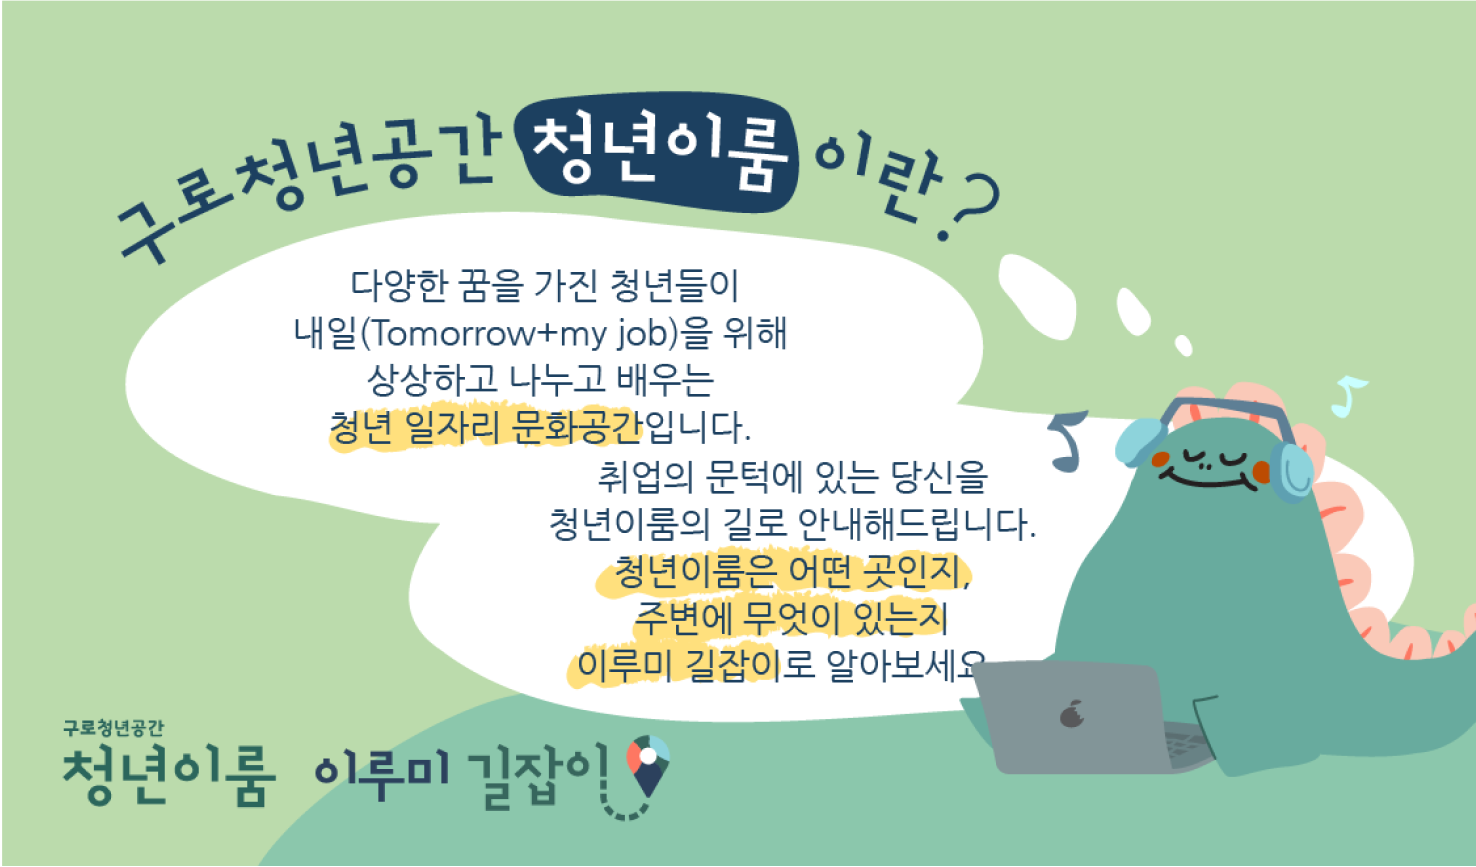 구로청년공간 청년이룸 이란?
다양한 꿈을 가진 청년들이
내일(Tomorrow+my job)을 위해
상상하고 나누고 배우는
청년 일자리 문화공간입니다.
취업의 문턱에 있는 당신을
청년이룸의 길로 안내해드립니다.
청년이룸은 어떤 곳인지,
주변에 무엇이 있는지
이루미 길잡이로 알아보세요
구로청년공간
청년이룸 이루미 길잡이